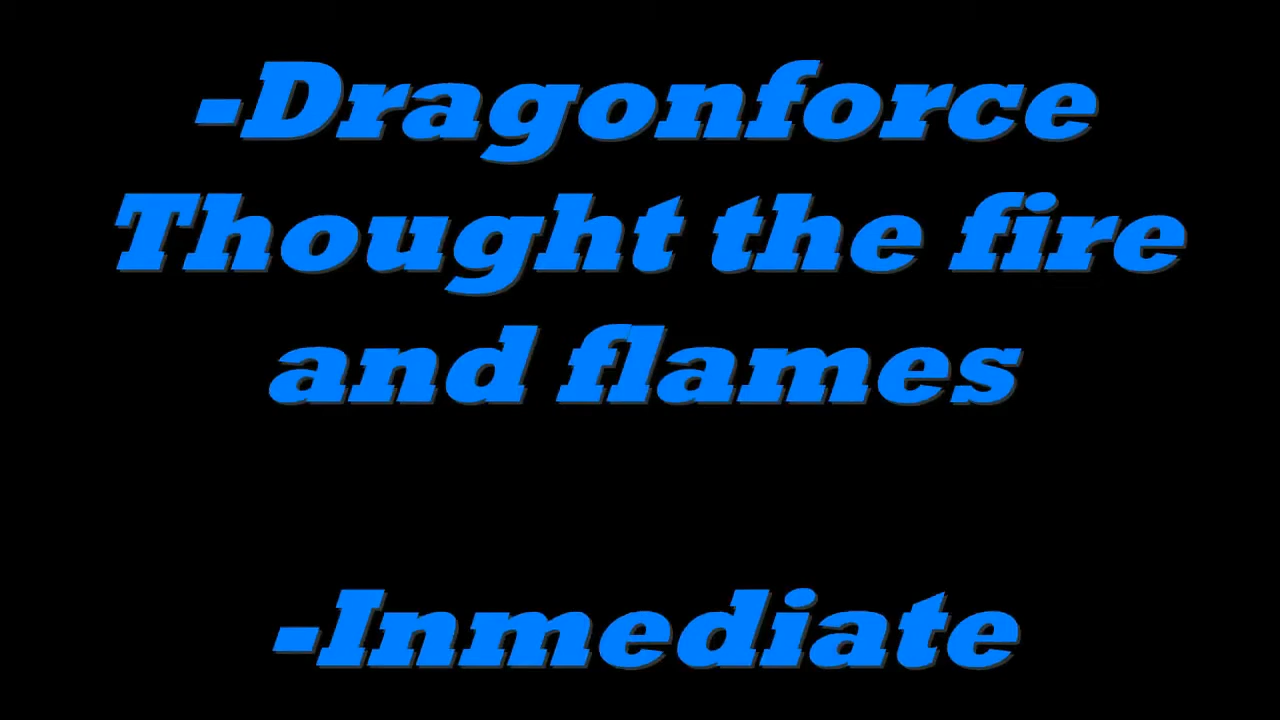 -Dragonforce
Thought the fire
and flames
-Inmediate